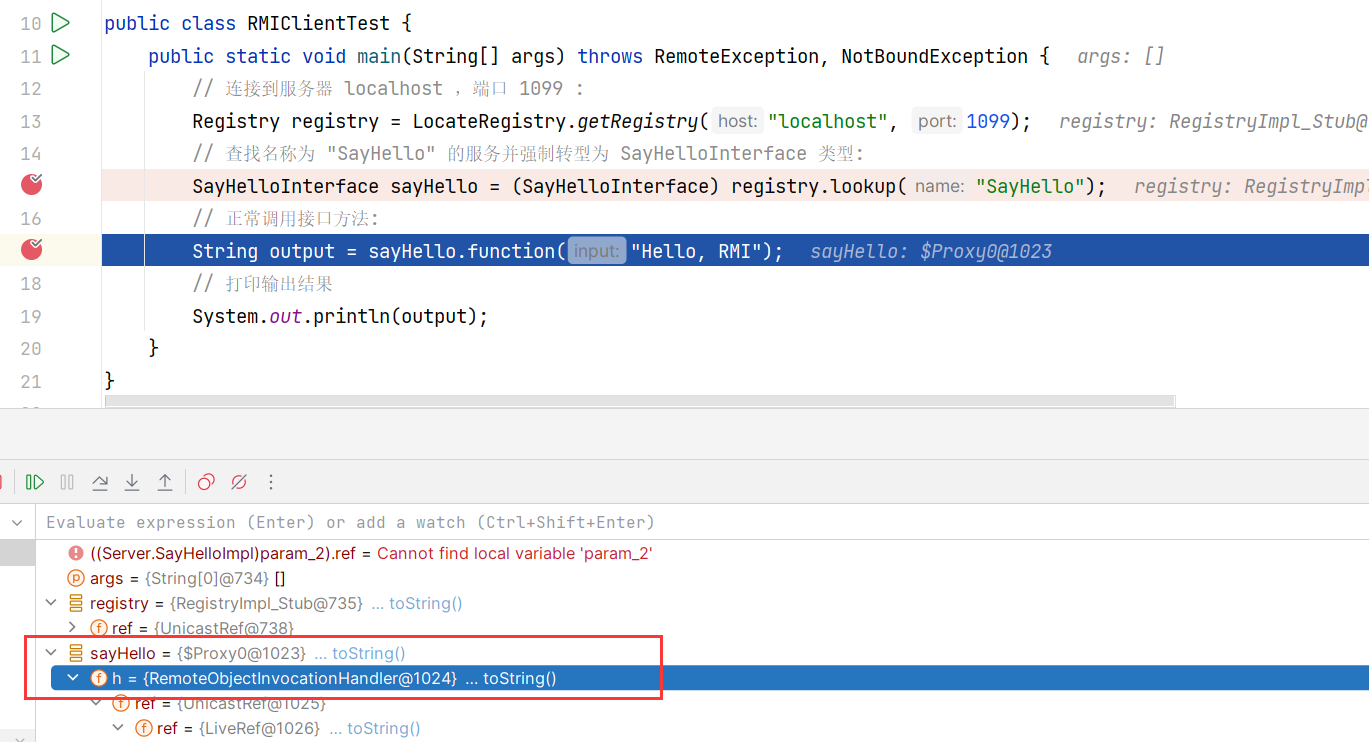 10 public class RMIClientTest {
11 public static void main(String[] args) throws RemoteException, NotBoundException { args: []
12 // 连接到服务器 localhost ，端口 1099 :
13 Registry registry = LocateRegistry.getRegistry( host: "localhost", port: 1099); registry: RegistryImpl_Stub@
14 // 查找名称为 "SayHello" 的服务并强制转型为 SayHelloInterface 类型:
SayHelloInterface sayHello = (SayHelloInterface) registry.lookup( name: "SayHello"); registry: RegistryImpl
16 // 正常调用接口方法:
String output = sayHello.function( input: "Hello, RMI"); sayHello: $Proxy0@1023
18 // 打印输出结果
19 System.out.println(output);
20 }
21 }
Evaluate expression (Enter) or add a watch (Ctrl+Shift+Enter)
((Server.SayHelloImpl)param_2).ref = Cannot find local variable 'param_2'
args = {String[0]@734} []
registry = {RegistryImpl_Stub@735} ... toString()
ref = {UnicastRef@738}
sayHello = {$Proxy0@1023} ... toString()
h = {RemoteObjectInvocationHandler@1024} ... toString()
ref = {UnicastRef@1025}
ref = {LiveRef@1026} ... toString()